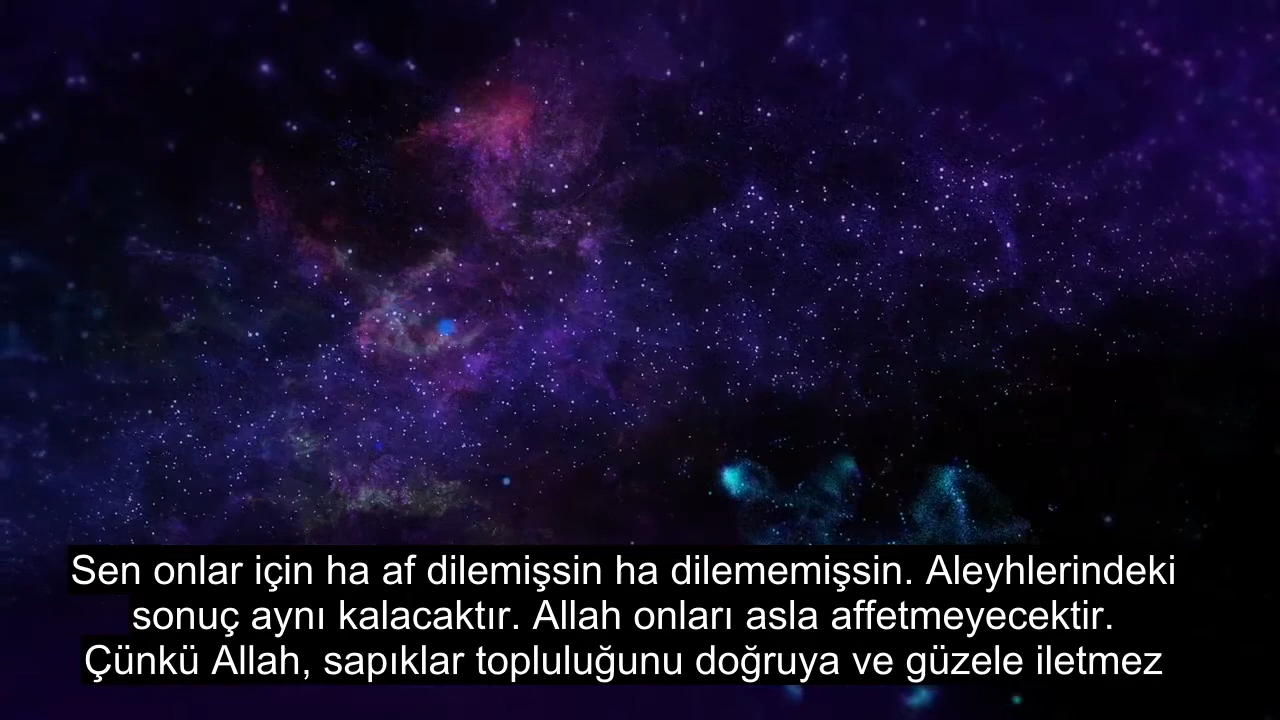 Sen onlar için ha af dilemişsin ha dilememişsin. Aleyhlerindeki
sonuç aynı kalacaktır. Allah onları asla affetmeyecektir.
Çünkü Allah, sapıklar topluluğunu doğruya ve güzele iletmez